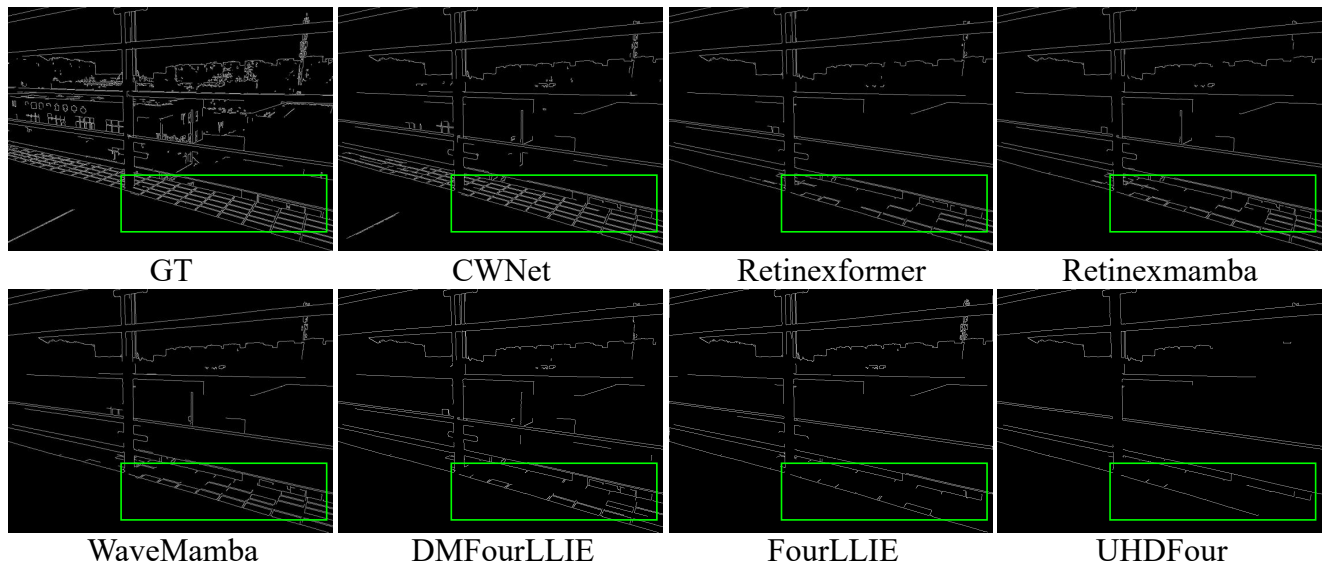 GT
CWNet
Retinexformer
Retinexmamba
WaveMamba
DMFourLLIE
FourLLIE
UHDFour